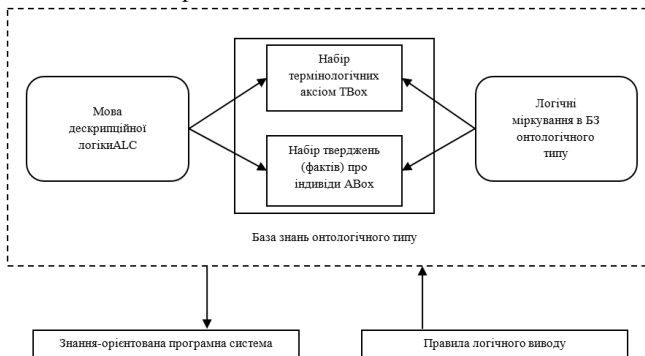 Набір
термінологічних
аксіом TBox
Мова
дескрипційної
логікиALC
Логічні
міркування в БЗ
онтологічного
типу
Набір тверджень
(фактів) про
індивіди ABox
База знань онтологічного типу
Знання-орієнтована програмна система
Правила логічного виводу